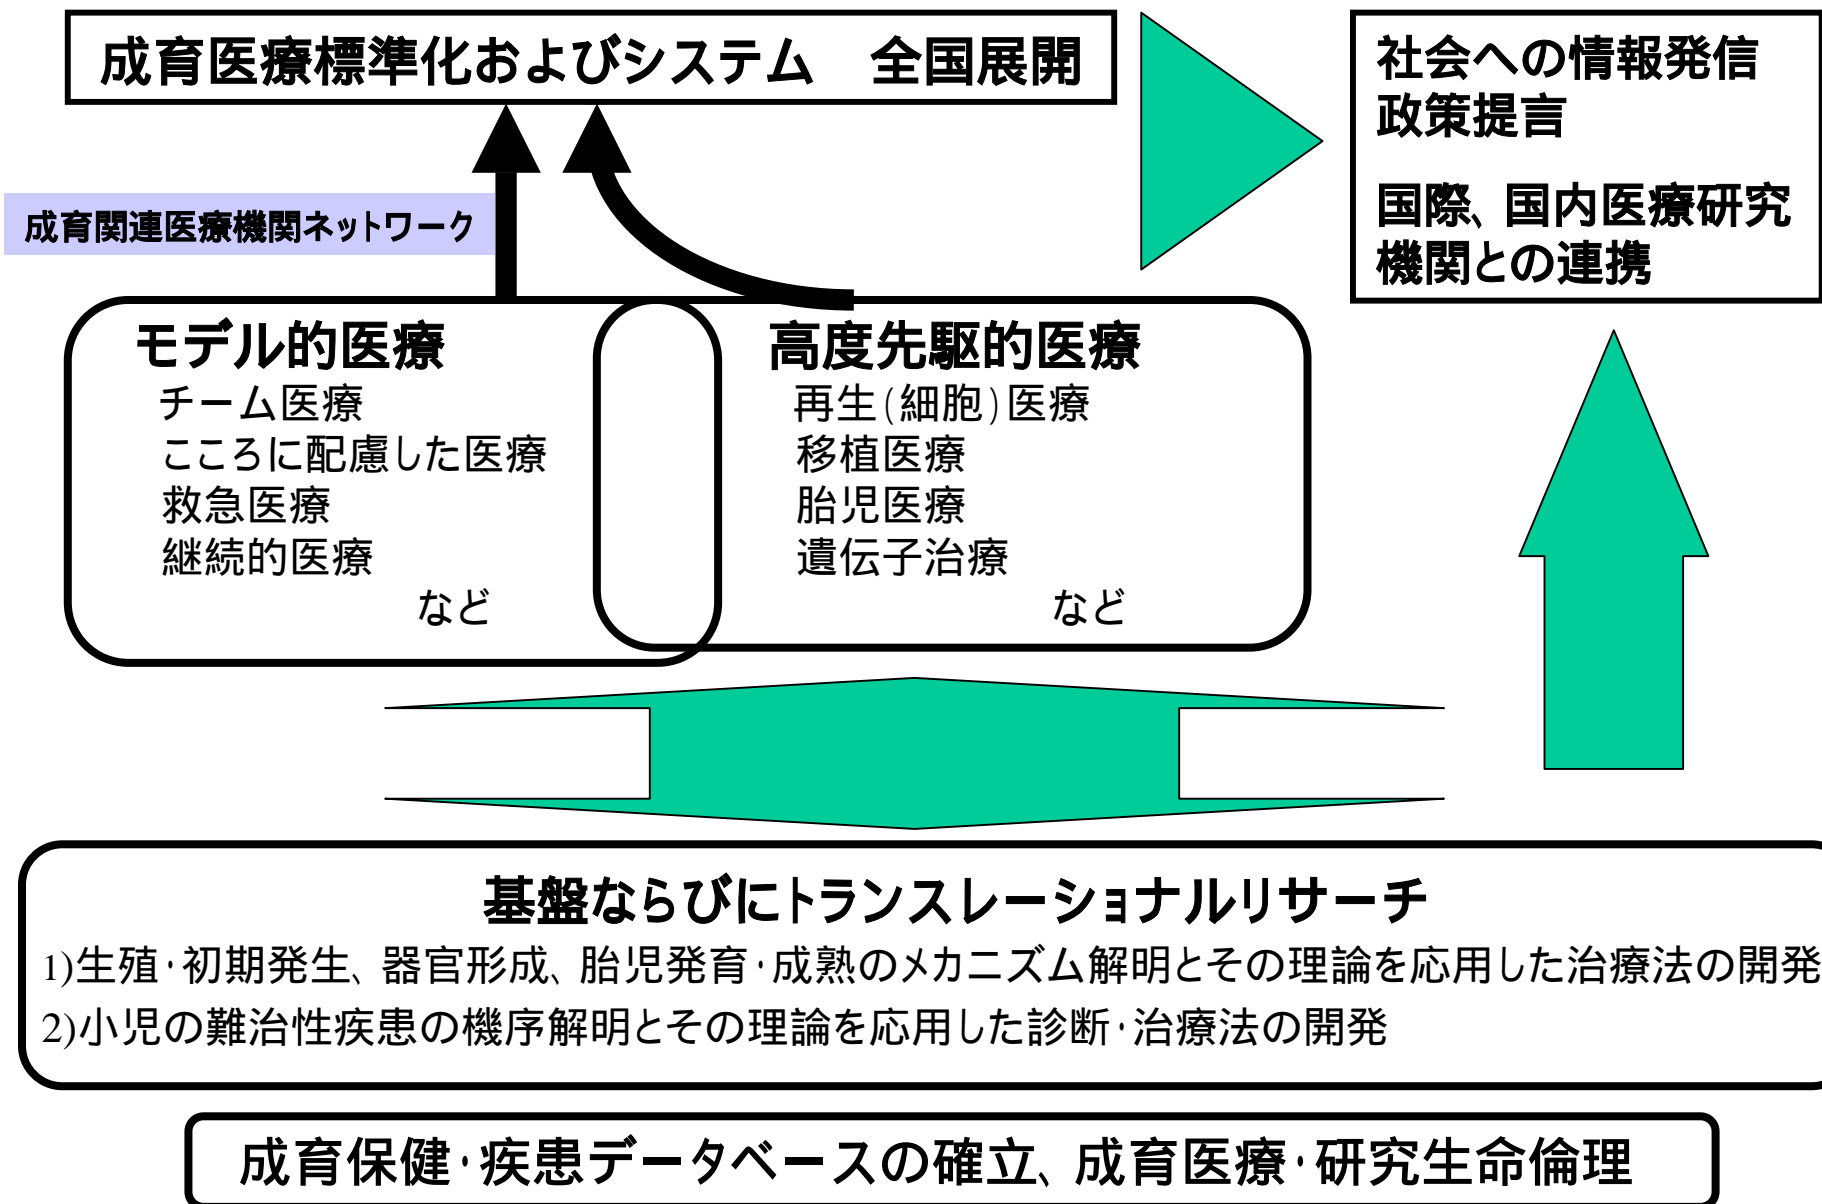 成育医療標準化およびシステム　全国展開
社会への情報発信
政策提言
国際、国内医療研究
機関との連携
成育関連医療機関ネットワーク
モデル的医療
チーム医療
こころに配慮した医療
救急医療
継続的医療
など
高度先駆的医療
再生(細胞)医療
移植医療
胎児医療
遺伝子治療
など
基盤ならびにトランスレーショナルリサーチ
1)生殖・初期発生、器官形成、胎児発育・成熟のメカニズム解明とその理論を応用した治療法の開発
2)小児の難治性疾患の機序解明とその理論を応用した診断・治療法の開発
成育保健・疾患データベースの確立、成育医療・研究生命倫理